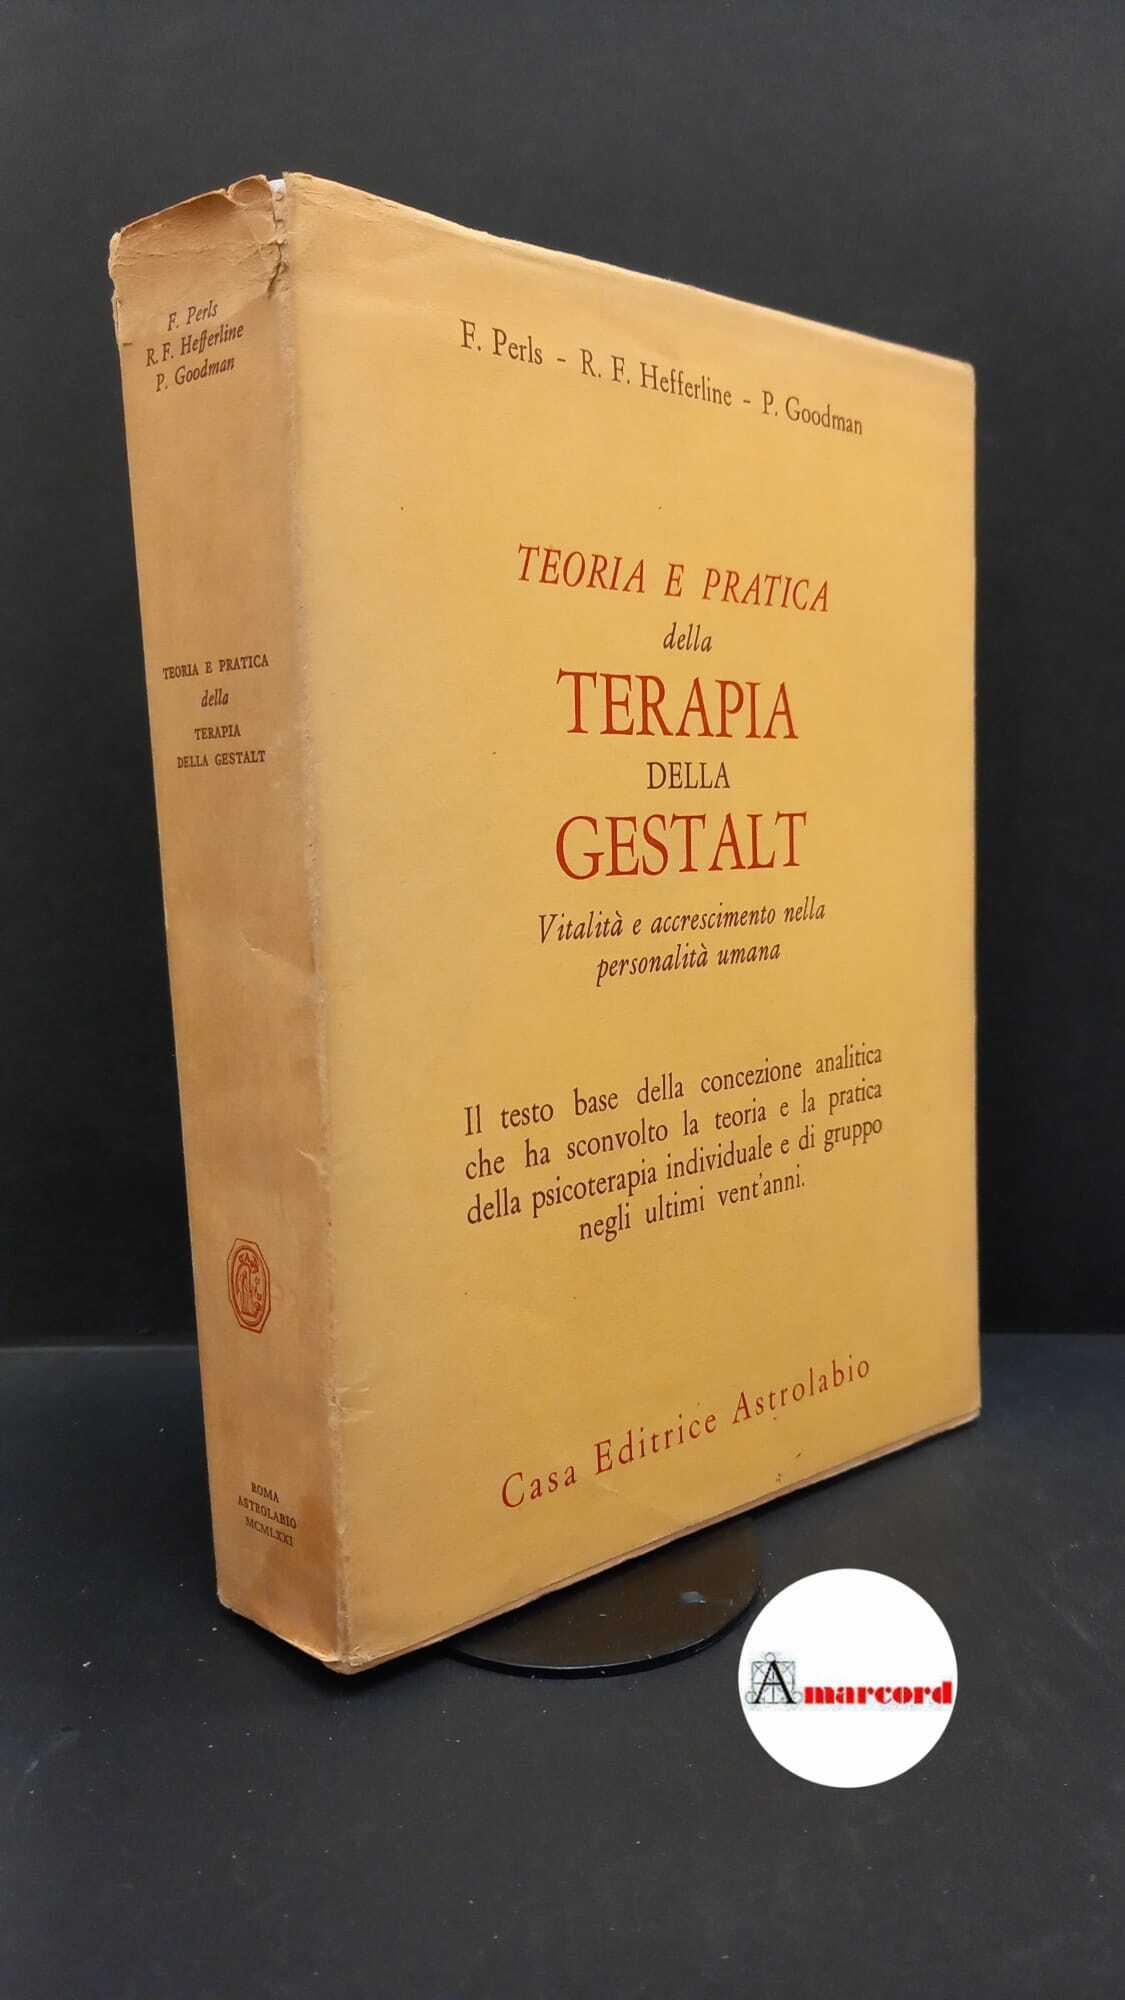 F. Perls
R. F. Hefferline
P. Goodman
TEORIA E PRATICA
della
TERAPIA
DELLA GESTALT
ROMA
ASTROLABIO
MCMLXXI
F. Perls - R. F. Hefferline - P. Goodman
TEORIA E PRATICA
della
TERAPIA
DELLA
GESTALT
Vitalità e accrescimento nella
personalità umana
Il testo base della concezione analitica
che ha sconvolto la teoria e la pratica
della psicoterapia individuale e di gruppo
negli ultimi vent'anni.
Casa Editrice Astrolabio
Amarcord